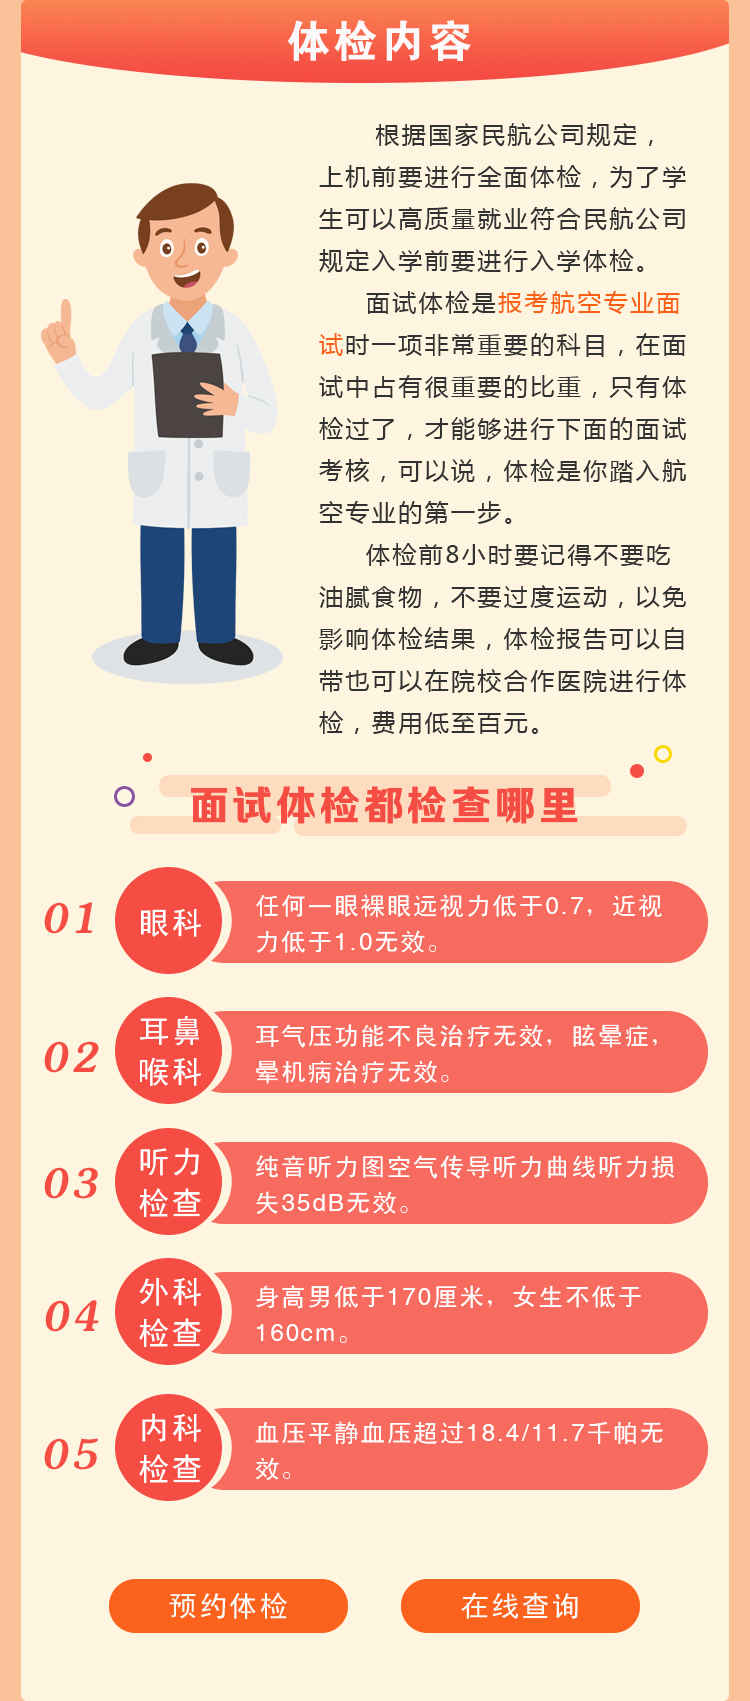 体检内容
根据国家民航公司规定，
上机前要进行全面体检，为了学
生可以高质量就业符合民航公司
规定入学前要进行入学体检。
面试体检是报考航空专业面
试时一项非常重要的科目，在面
试中占有很重要的比重，只有体
检过了，才能够进行下面的面试
考核，可以说，体检是你踏入航
空专业的第一步。
体检前8小时要记得不要吃
油腻食物，不要过度运动，以免
影响体检结果，体检报告可以自
带也可以在院校合作医院进行体
检，费用低至百元。
面试体检都检查哪里
01
眼科
任何一眼裸眼远视力低于0.7，近视
力低于1.0无效。
02
耳鼻
喉科
耳气压功能不良治疗无效，眩晕症，
晕机病治疗无效。
03
听力
检查
纯音听力图空气传导听力曲线听力损
失35dB无效。
04
外科
检查
身高男低于170厘米，女生不低于
160cm。
05
内科
检查
血压平静血压超过18.4/11.7千帕无
效。
预约体检
在线查询